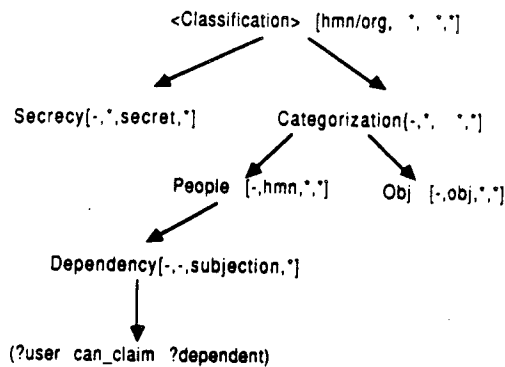 <Classification> [hmn/org, *, *,*]
Secrecy[-,*,secret,*]
Categorization[-,*, *,*]
People [-,hmn,*,*]
Obj [-,obj,*,*]
Dependency[-,-,subjection,*]
(?user can_claim ?dependent)